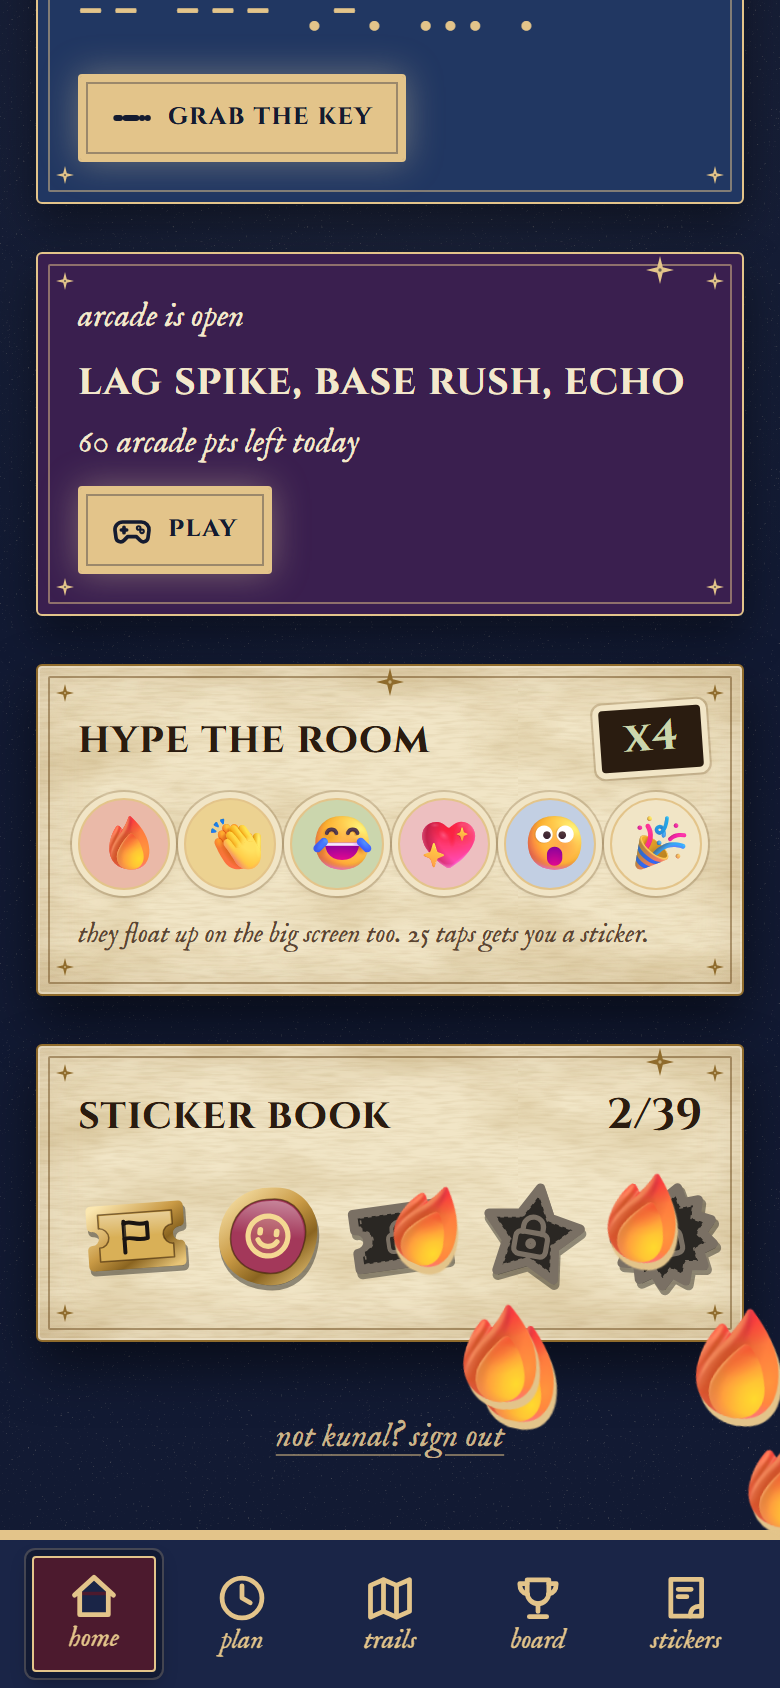 GRAB THE KEY
arcade is open
LAG SPIKE, BASE RUSH, ECHO
60 arcade pts left today
PLAY
HYPE THE ROOM
X4
they float up on the big screen too. 25 taps gets you a sticker.
STICKER BOOK
2/39
not kunal? sign out
home
plan
trails
board
stickers